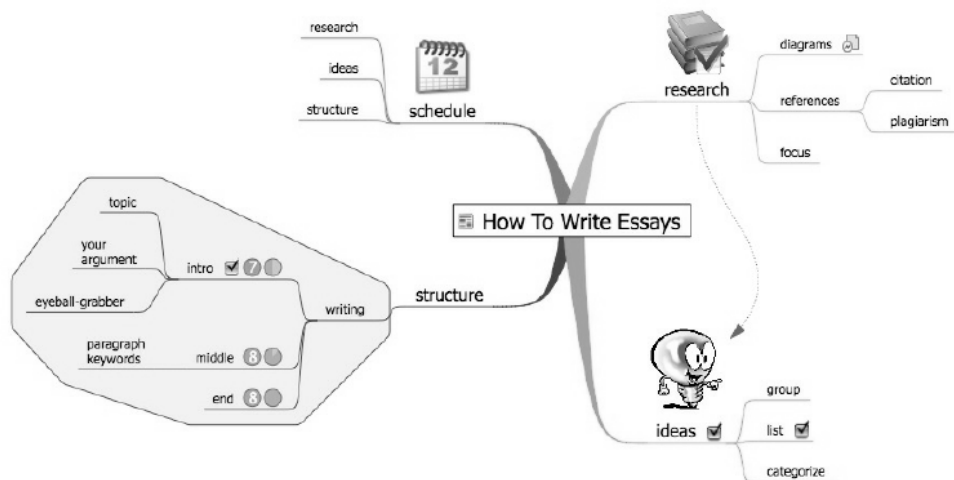 How To Write Essays
schedule
12
research
ideas
structure
research
diagrams
references
citation
plagiarism
focus
structure
writing
intro 7
topic
your
argument
eyeball-grabber
middle 8
paragraph
keywords
end 8
ideas
group
list
categorize